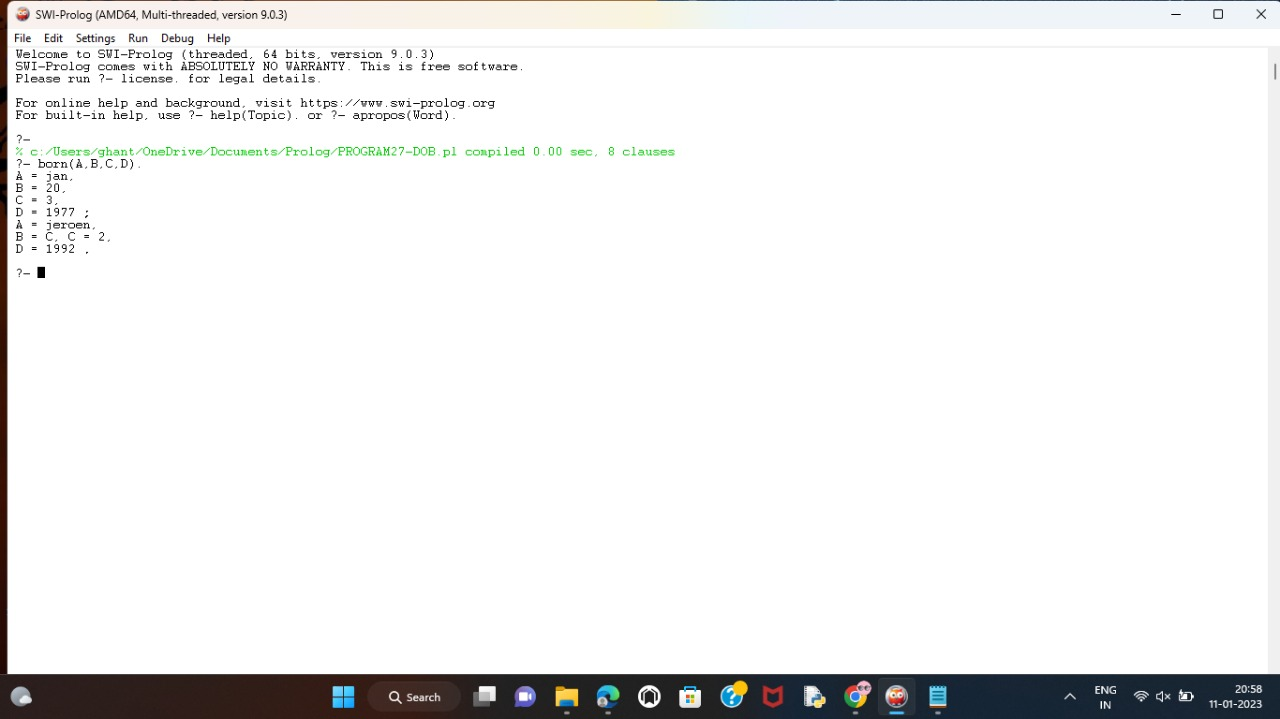 SWI-Prolog (AMD64, Multi-threaded, version 9.0.3)
File Edit Settings Run Debug Help
Welcome to SWI-Prolog (threaded, 64 bits, version 9.0.3)
SWI-Prolog comes with ABSOLUTELY NO WARRANTY. This is free software.
Please run ?- license. for legal details.
For online help and background, visit https://www.swi-prolog.org
For built-in help, use ?- help(Topic). or ?- apropos(Word).
?-
% c:/Users/ghant/OneDrive/Documents/Prolog/PROGRAM27-DOB.pl compiled 0.00 sec, 8 clauses
?- born(A,B,C,D).
A = jan,
B = 20,
C = 3,
D = 1977 ;
A = jeroen,
B = C, C = 2,
D = 1992 .
?-
Search
ENG
IN
20:58
11-01-2023